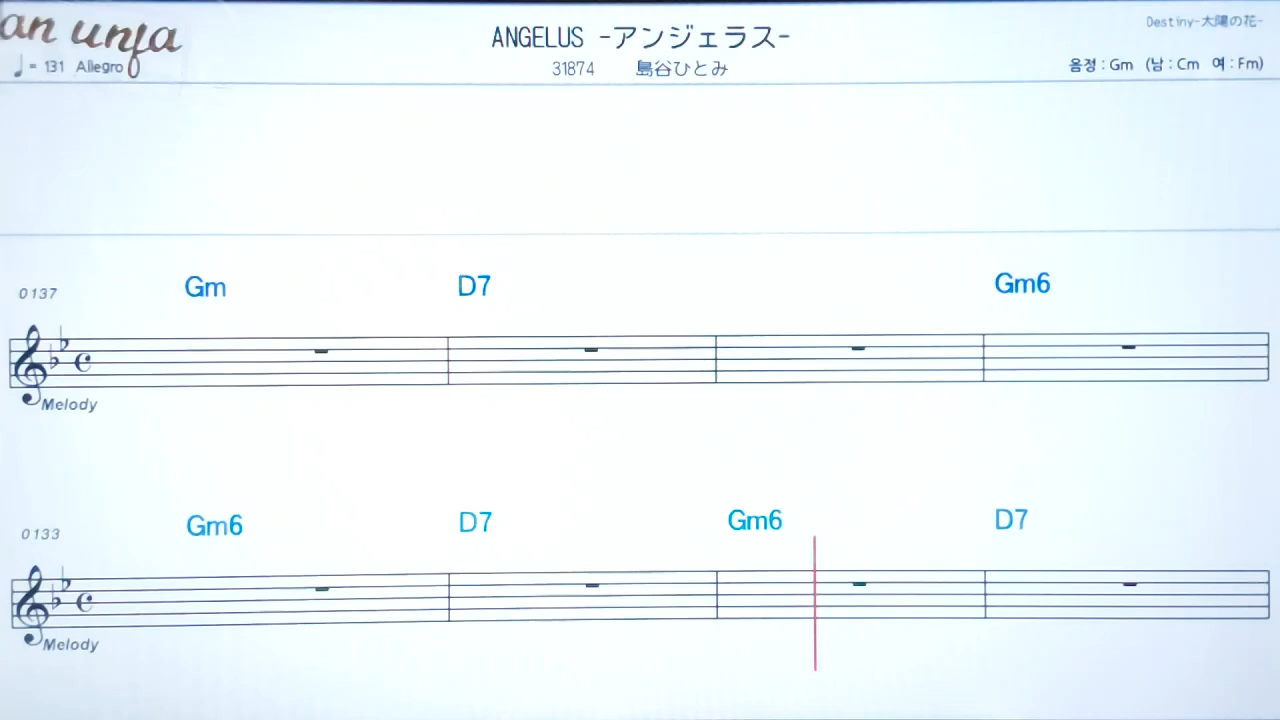 an unfa
ANGELUS -アンジェラス-
Destiny-太陽の花-
♩= 131 Allegro
31874 島谷ひとみ
음정 : Gm (남 : Cm 여 : Fm)
0137
Gm D7 Gm6
Melody
0133
Gm6 D7 Gm6 D7
Melody